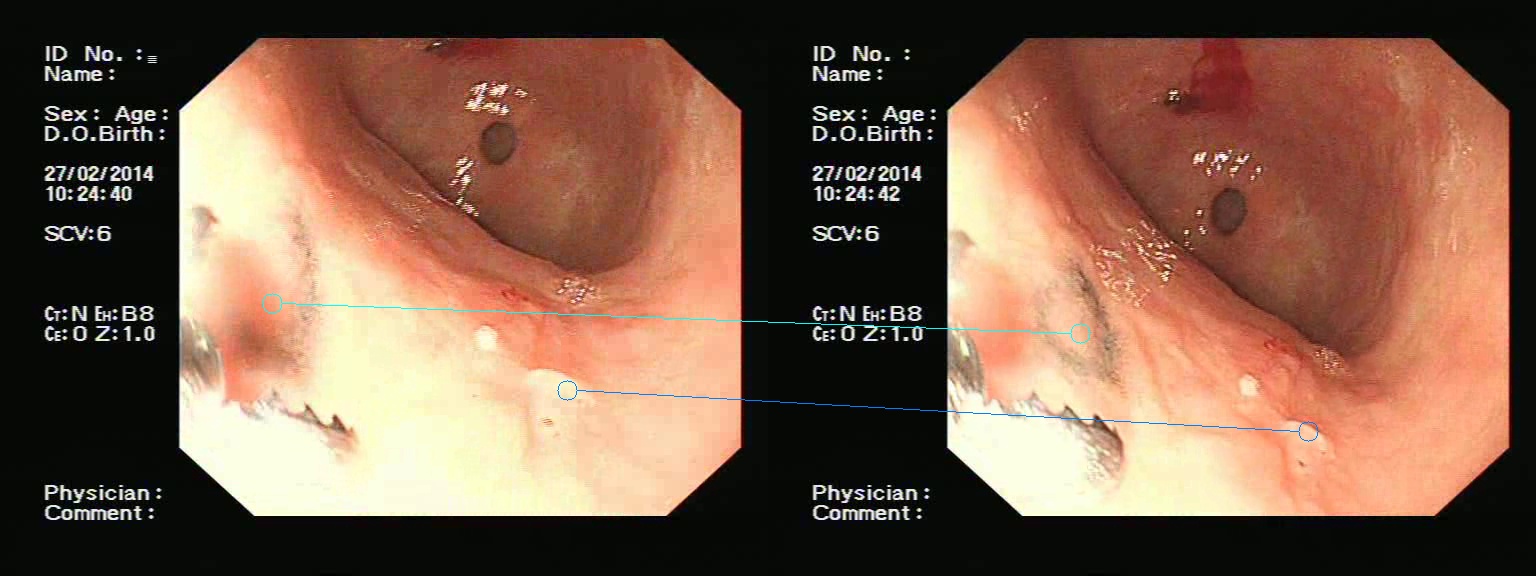 ID No. :
Name:
Sex: Age:
D.O.Birth:
27/02/2014
10:24:40
SCV:6
CT:N EH:B8
CE:0 Z:1.0
Physician:
Comment:
ID No. :
Name:
Sex: Age:
D.O.Birth:
27/02/2014
10:24:42
SCV:6
CT:N EH:B8
CE:0 Z:1.0
Physician:
Comment: